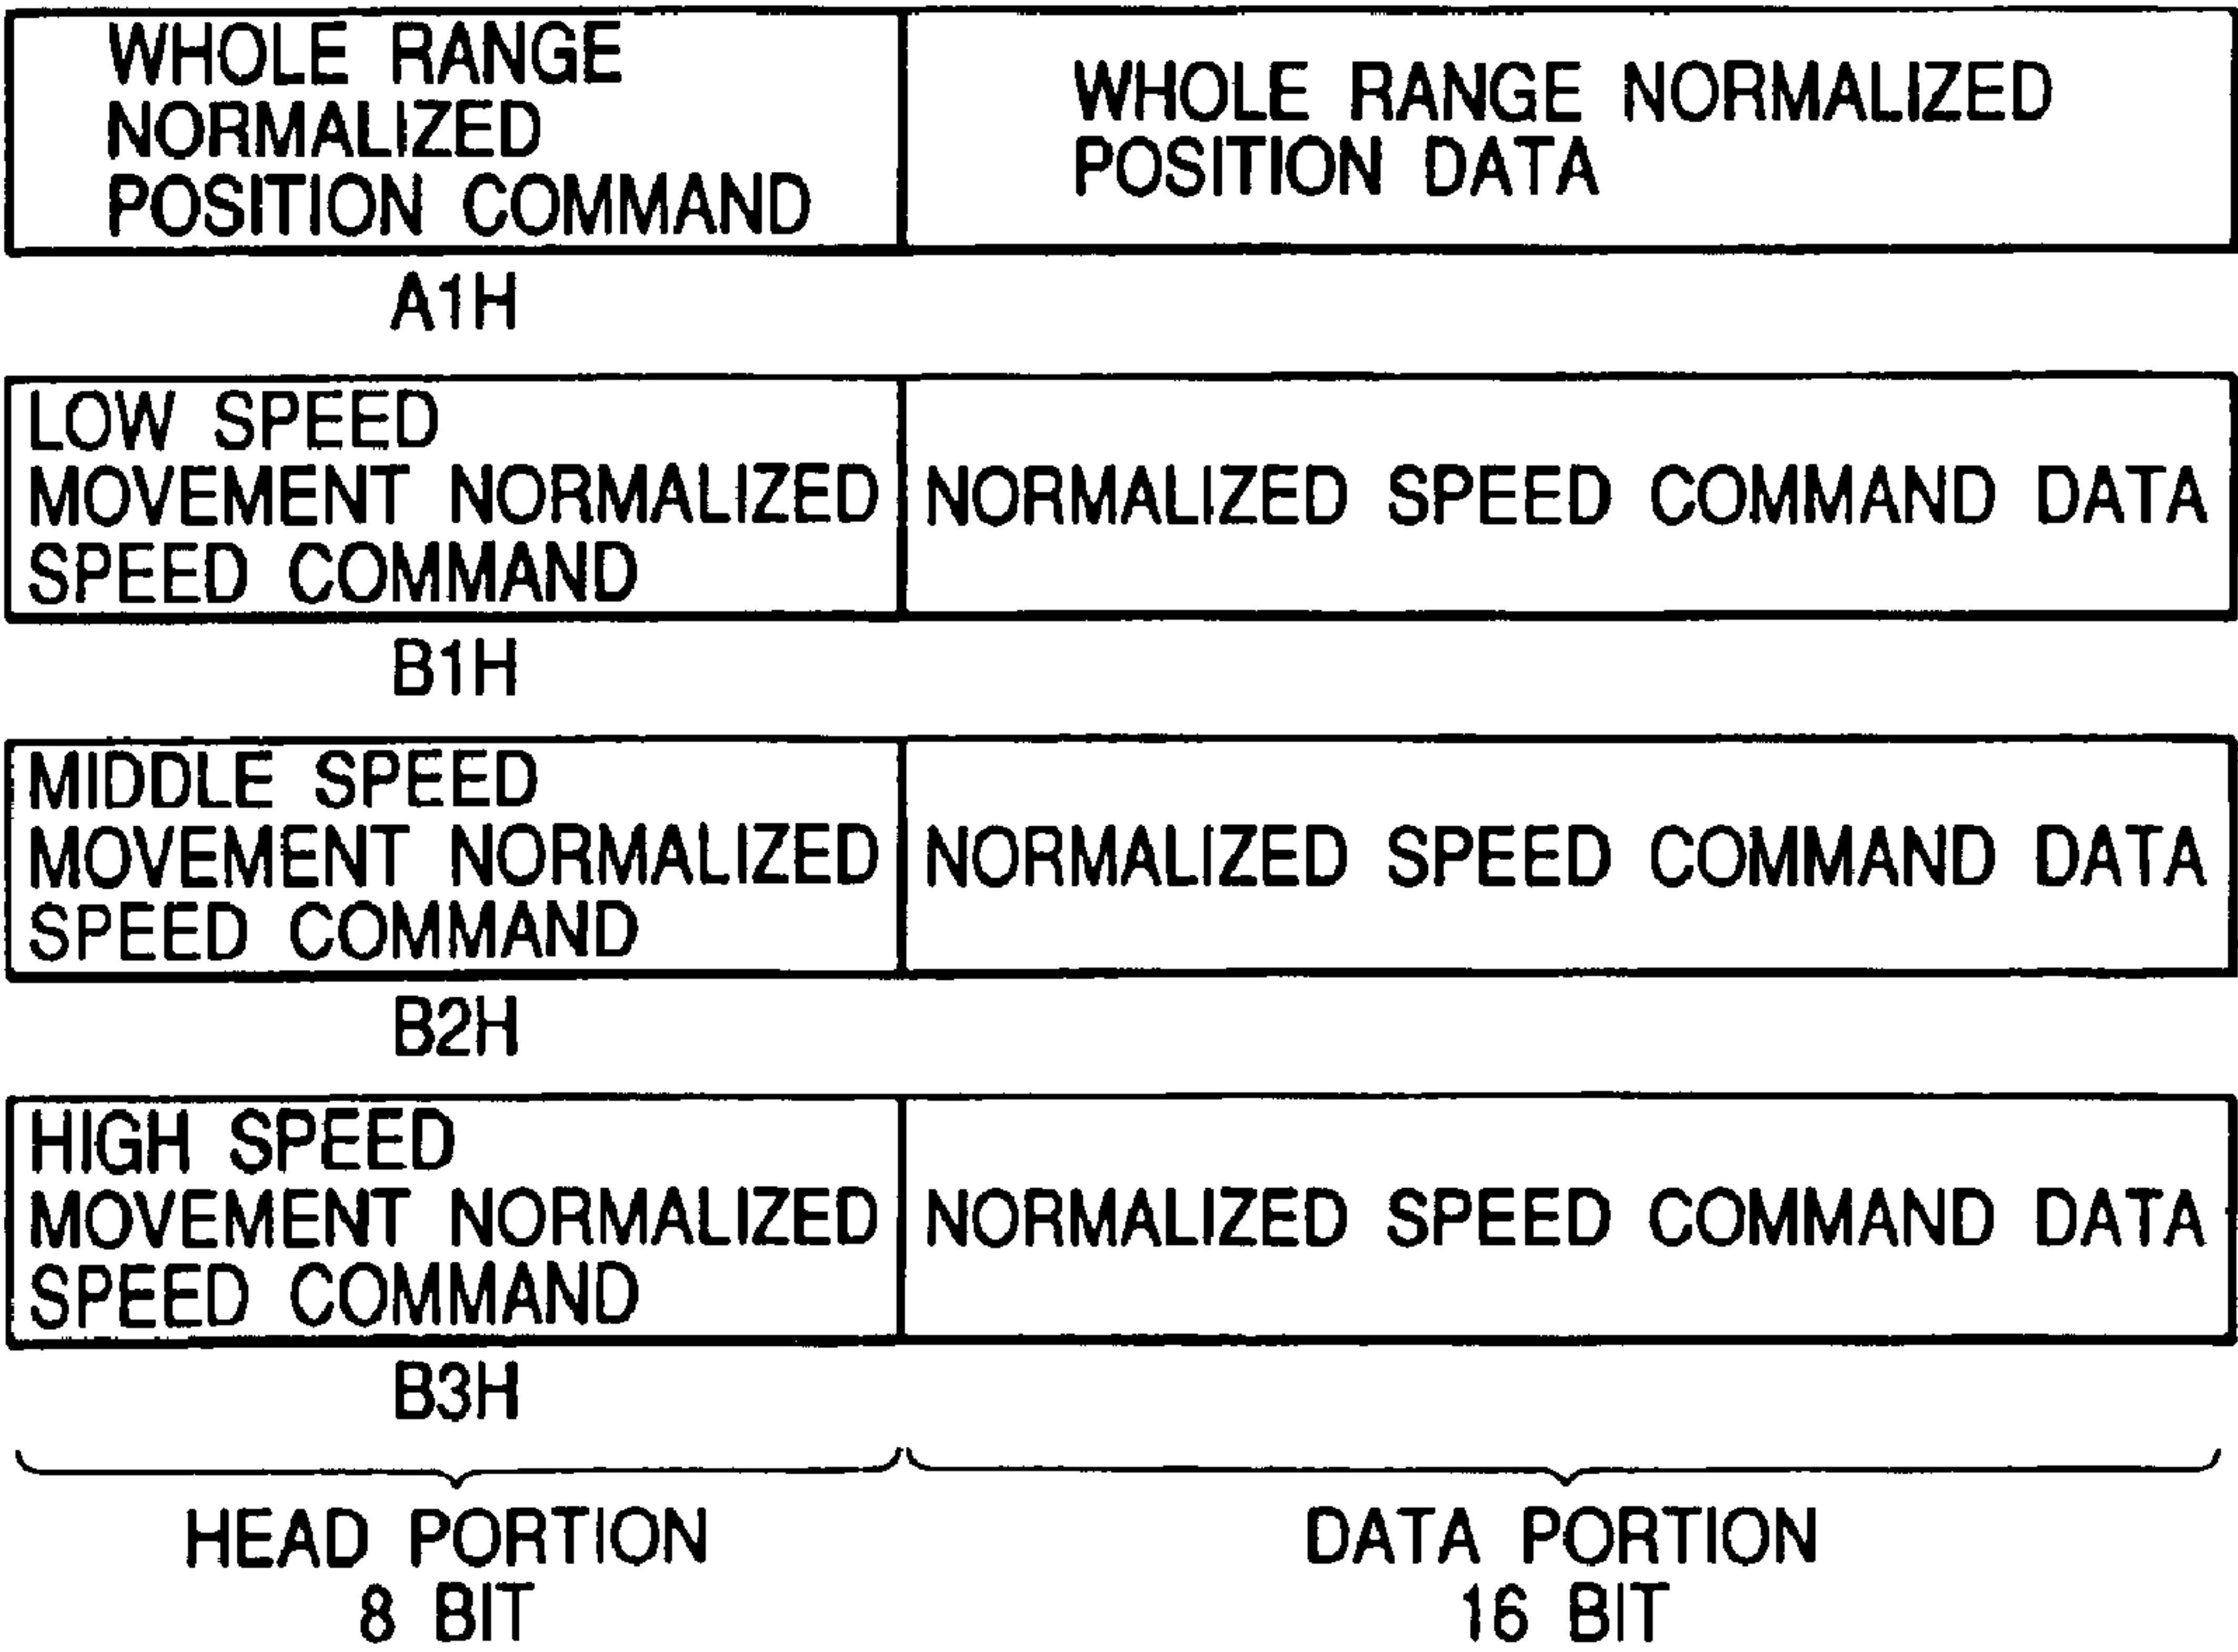 WHOLE RANGE
NORMALIZED
POSITION COMMAND
WHOLE RANGE NORMALIZED
POSITION DATA
A1H
LOW SPEED
MOVEMENT NORMALIZED
SPEED COMMAND
NORMALIZED SPEED COMMAND DATA
B1H
MIDDLE SPEED
MOVEMENT NORMALIZED
SPEED COMMAND
NORMALIZED SPEED COMMAND DATA
B2H
HIGH SPEED
MOVEMENT NORMALIZED
SPEED COMMAND
NORMALIZED SPEED COMMAND DATA
B3H
HEAD PORTION
8 BIT
DATA PORTION
16 BIT